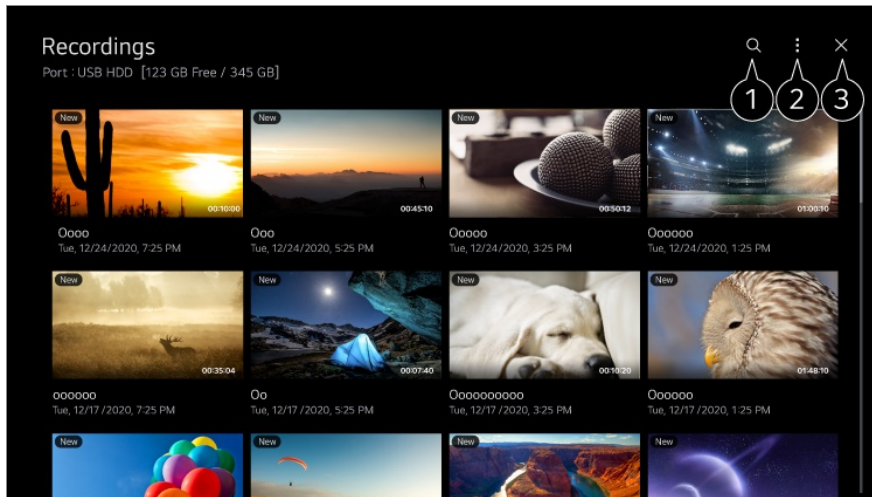 Recordings
Port : USB HDD [123 GB Free / 345 GB]
1 2 3
New New New New
00:10:00 00:45:10 00:50:12 01:00:10
Oooo Ooo Ooooo Oooooo
Tue, 12/24/2020, 7:25 PM Tue, 12/24/2020, 5:25 PM Tue, 12/24/2020, 3:25 PM Tue, 12/24/2020, 1:25 PM
New New New New
00:35:04 00:07:40 00:10:20 01:48:10
oooooo Oo Oooooooooo Oooooo
Tue, 12/17 /2020, 7:25 PM Tue, 12/17 /2020, 5:25 PM Tue, 12/17 /2020, 3:25 PM Tue, 12/17 /2020, 1:25 PM
New New New New